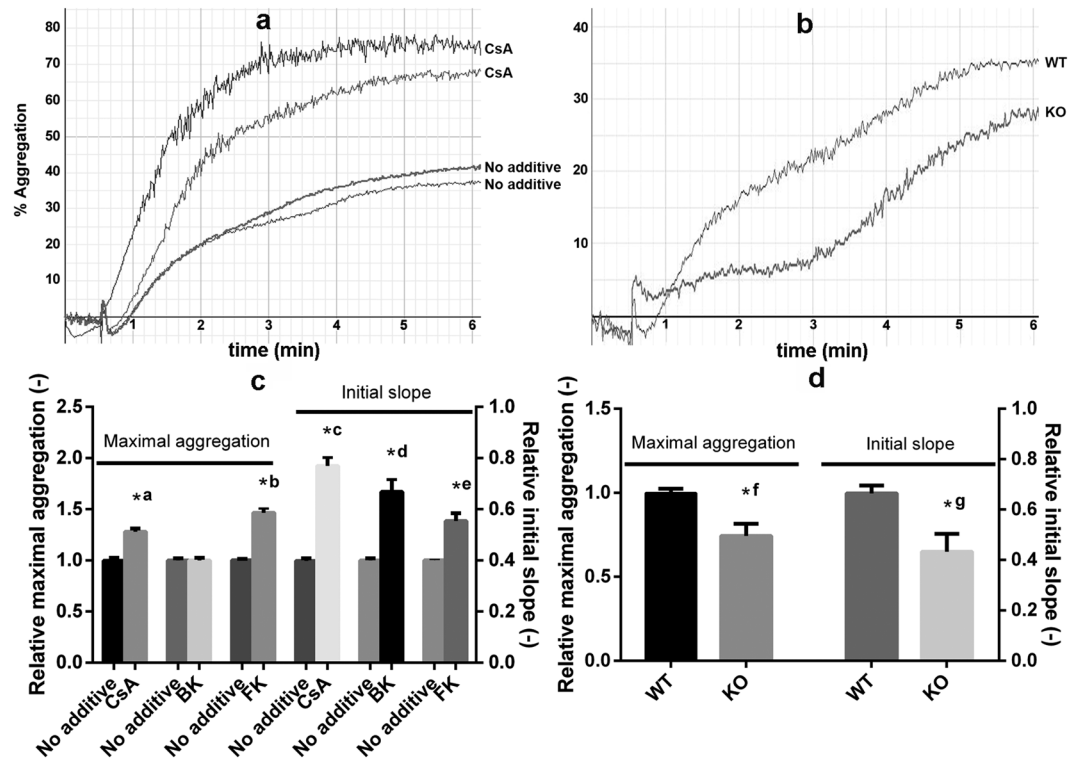 a
80
70
60
50
40
30
20
10
% Aggregation
CsA
CsA
No additive
No additive
1 2 3 4 5 6
time (min)
b
40
30
20
10
WT
KO
1 2 3 4 5 6
time (min)
c
Relative maximal aggregation (-)
2.5
2.0
1.5
1.0
0.5
0.0
Maximal aggregation
Initial slope
*a
*b
*c
*d
*e
1.0
0.8
0.6
0.4
0.2
0.0
Relative initial
slope (-)
No additive
CsA
No additive
BK
No additive
FK
No additive
CsA
No additive
BK
No additive
FK
d
Relative maximal aggregation (-)
1.5
1.0
0.5
0.0
Maximal aggregation
Initial slope
*f
*g
1.0
0.8
0.6
0.4
0.2
0.0
Relative initial
slope (-)
WT
KO
WT
KO